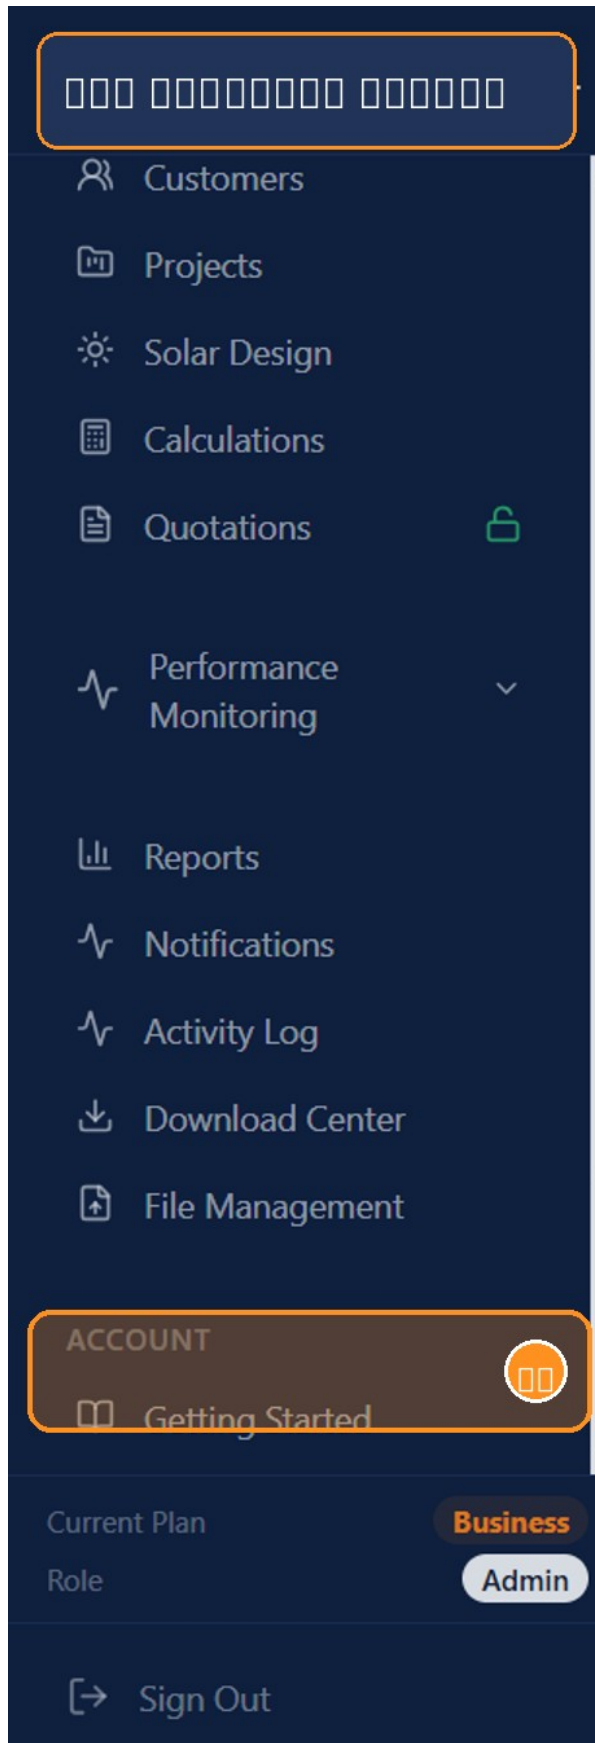 Customers
Projects
Solar Design
Calculations
Quotations
Performance
Monitoring
Reports
Notifications
Activity Log
Download Center
File Management
ACCOUNT
Getting Started
Current Plan
Business
Role
Admin
Sign Out